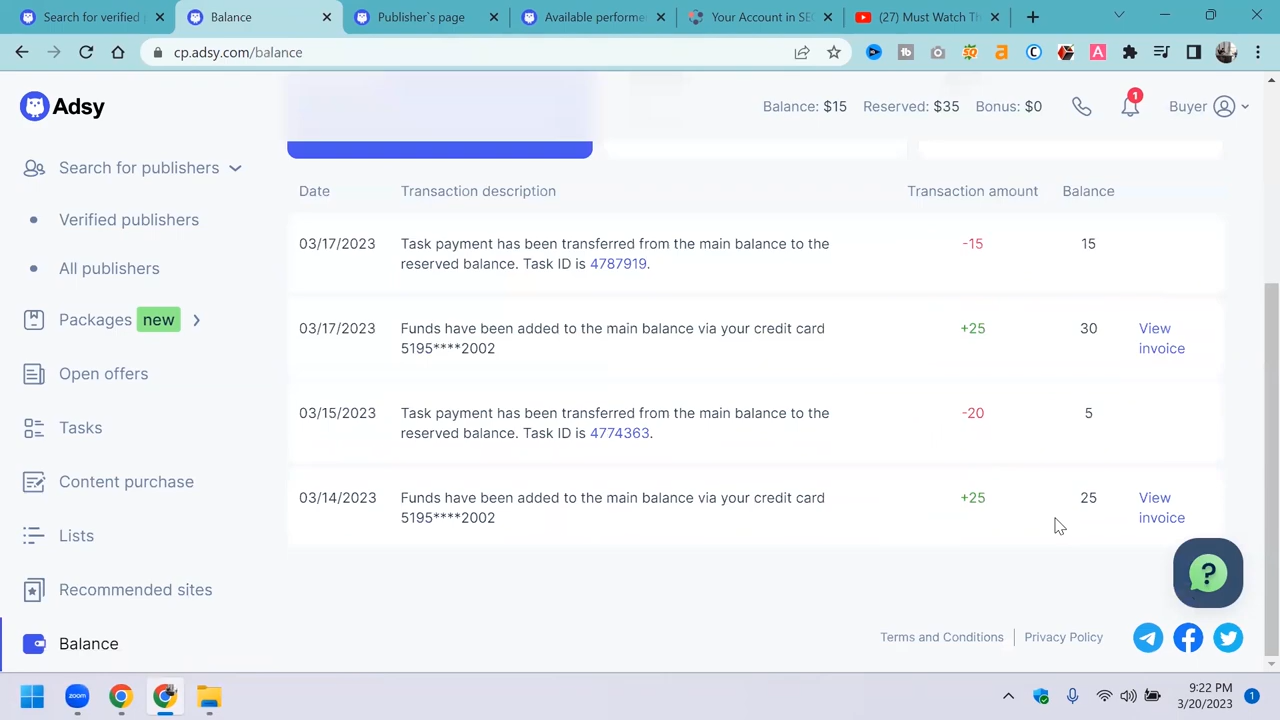 Search for verified
Balance
Publisher's page
Available performe
Your Account in SEO
(27) Must Watch Th
cp.adsy.com/balance
Adsy
Balance: $15
Reserved: $35
Bonus: $0
1
Buyer
Search for publishers
Verified publishers
All publishers
Packages new
Open offers
Tasks
Content purchase
Lists
Recommended sites
Balance
Date
Transaction description
Transaction amount
Balance
03/17/2023
Task payment has been transferred from the main balance to the
reserved balance. Task ID is 4787919.
-15
15
03/17/2023
Funds have been added to the main balance via your credit card
5195****2002
+25
30
View
invoice
03/15/2023
Task payment has been transferred from the main balance to the
reserved balance. Task ID is 4774363.
-20
5
03/14/2023
Funds have been added to the main balance via your credit card
5195****2002
+25
25
View
invoice
?
Terms and Conditions
Privacy Policy
zoom
9:22 PM
3/20/2023
1